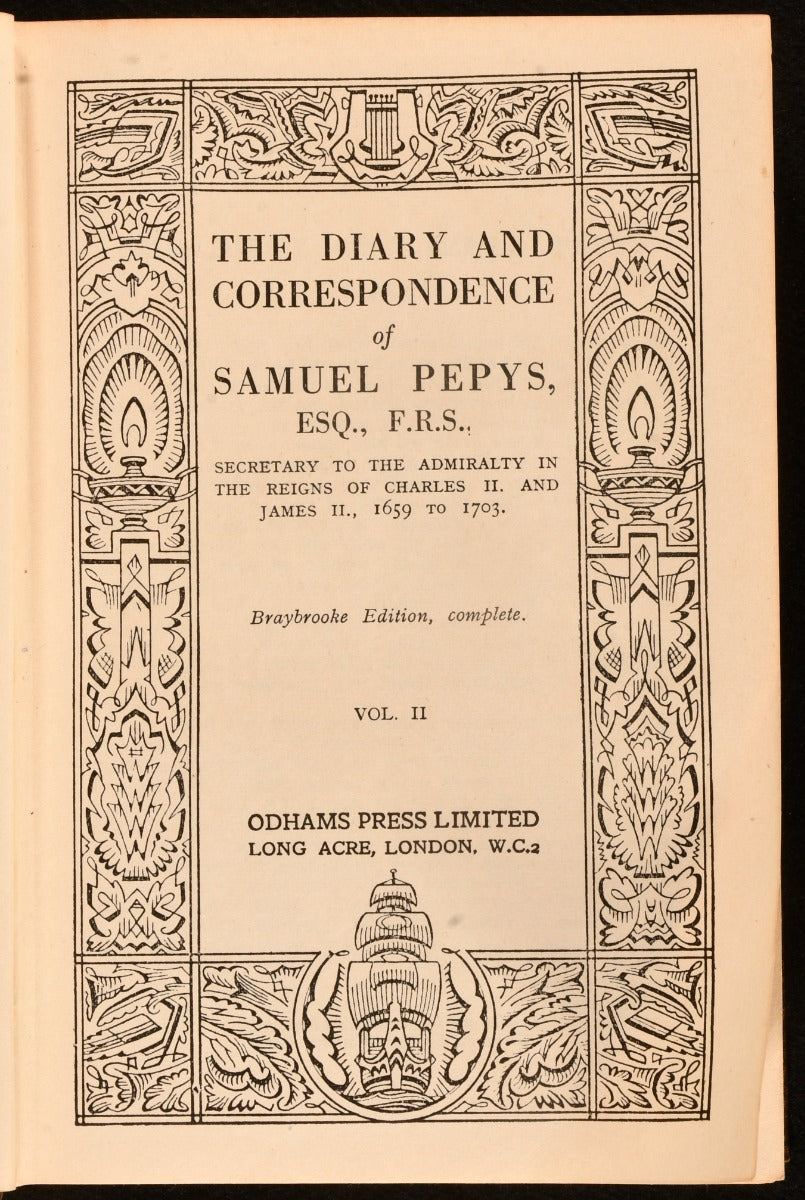 THE DIARY AND
CORRESPONDENCE
of
SAMUEL PEPYS,
ESQ., F.R.S.,
SECRETARY TO THE ADMIRALTY IN
THE REIGNS OF CHARLES II. AND
JAMES II., 1659 TO 1703.
Braybrooke Edition, complete.
VOL. II
ODHAMS PRESS LIMITED
LONG ACRE, LONDON, W.C.2